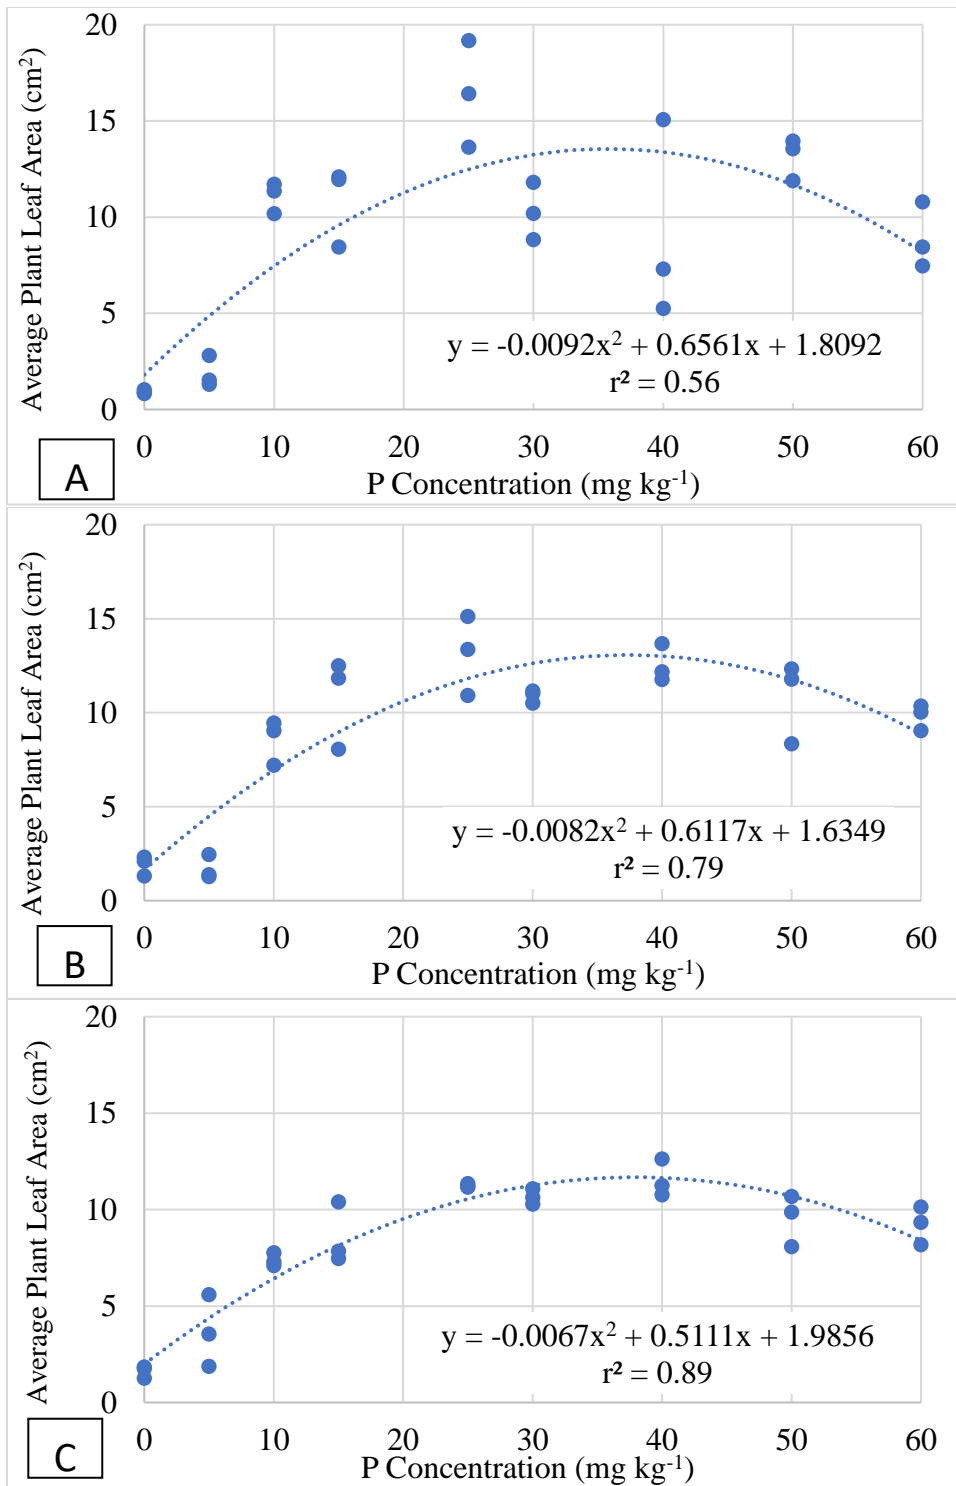 Average Plant Leaf Area (cm²)
20
15
10
5
0
y = -0.0092x² + 0.6561x + 1.8092
r² = 0.56
0 10 20 30 40 50 60
P Concentration (mg kg⁻¹)
A
Average Plant Leaf Area (cm²)
20
15
10
5
0
y = -0.0082x² + 0.6117x + 1.6349
r² = 0.79
0 10 20 30 40 50 60
P Concentration (mg kg⁻¹)
B
Average Plant Leaf Area (cm²)
20
15
10
5
0
y = -0.0067x² + 0.5111x + 1.9856
r² = 0.89
0 10 20 30 40 50 60
P Concentration (mg kg⁻¹)
C